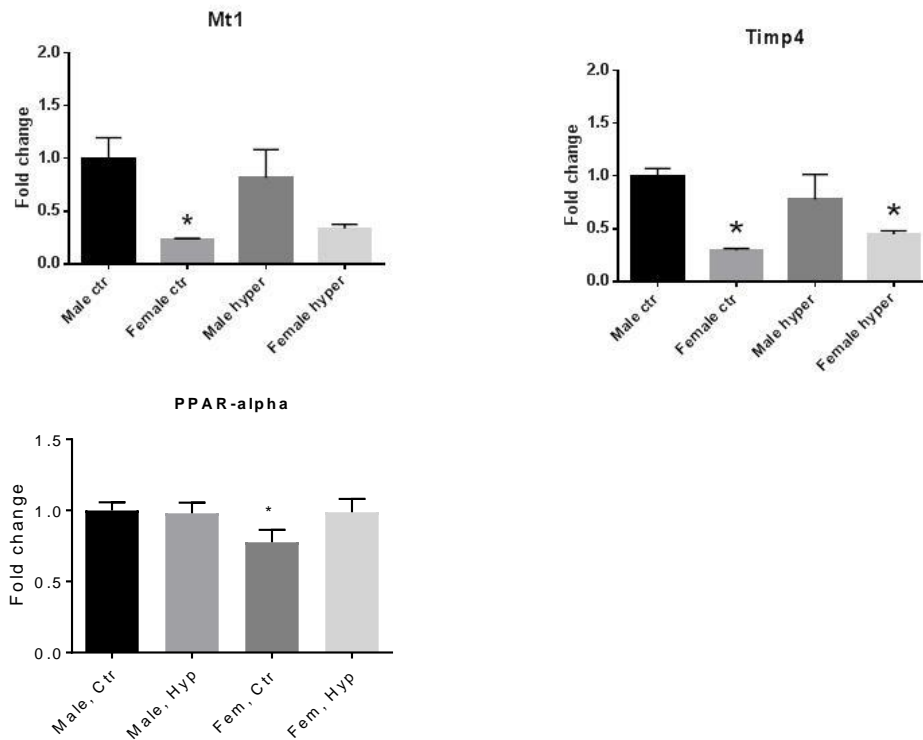 Mt1
Fold change
2.0
1.5
1.0
0.5
0.0
*
Male ctr
Female ctr
Male hyper
Female hyper
Timp4
Fold change
2.0
1.5
1.0
0.5
0.0
*
*
Male ctr
Female ctr
Male hyper
Female hyper
PPAR-alpha
Fold change
1.5
1.0
0.5
0.0
*
Male, Ctr
Male, Hyp
Fem, Ctr
Fem, Hyp